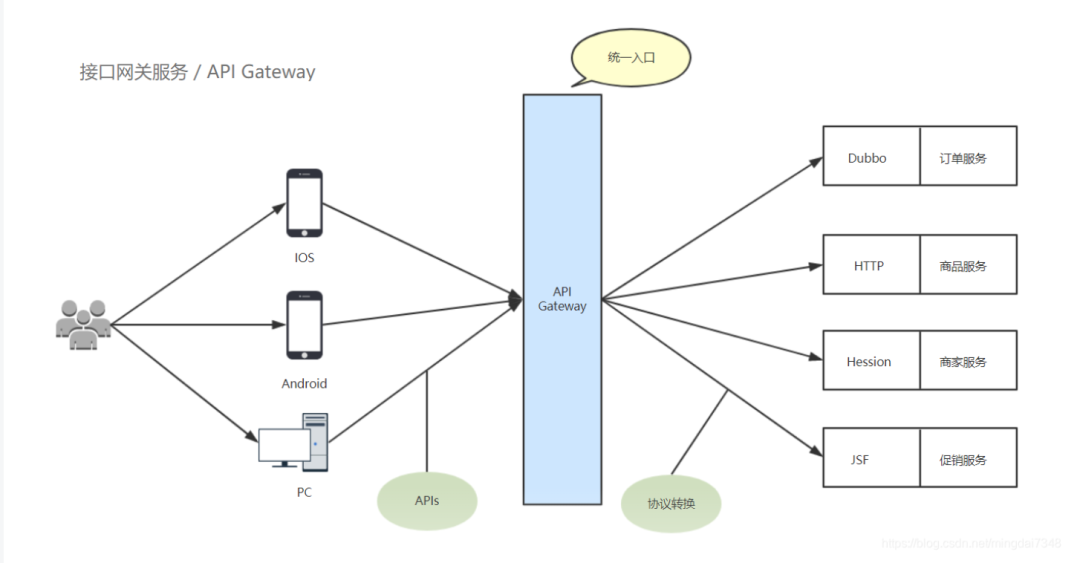 接口网关服务 / API Gateway
统一入口
IOS
Android
PC
APIs
API
Gateway
协议转换
Dubbo 订单服务
HTTP 商品服务
Hession 商家服务
JSF 促销服务
https://blog.csdn.net/mingdai7348